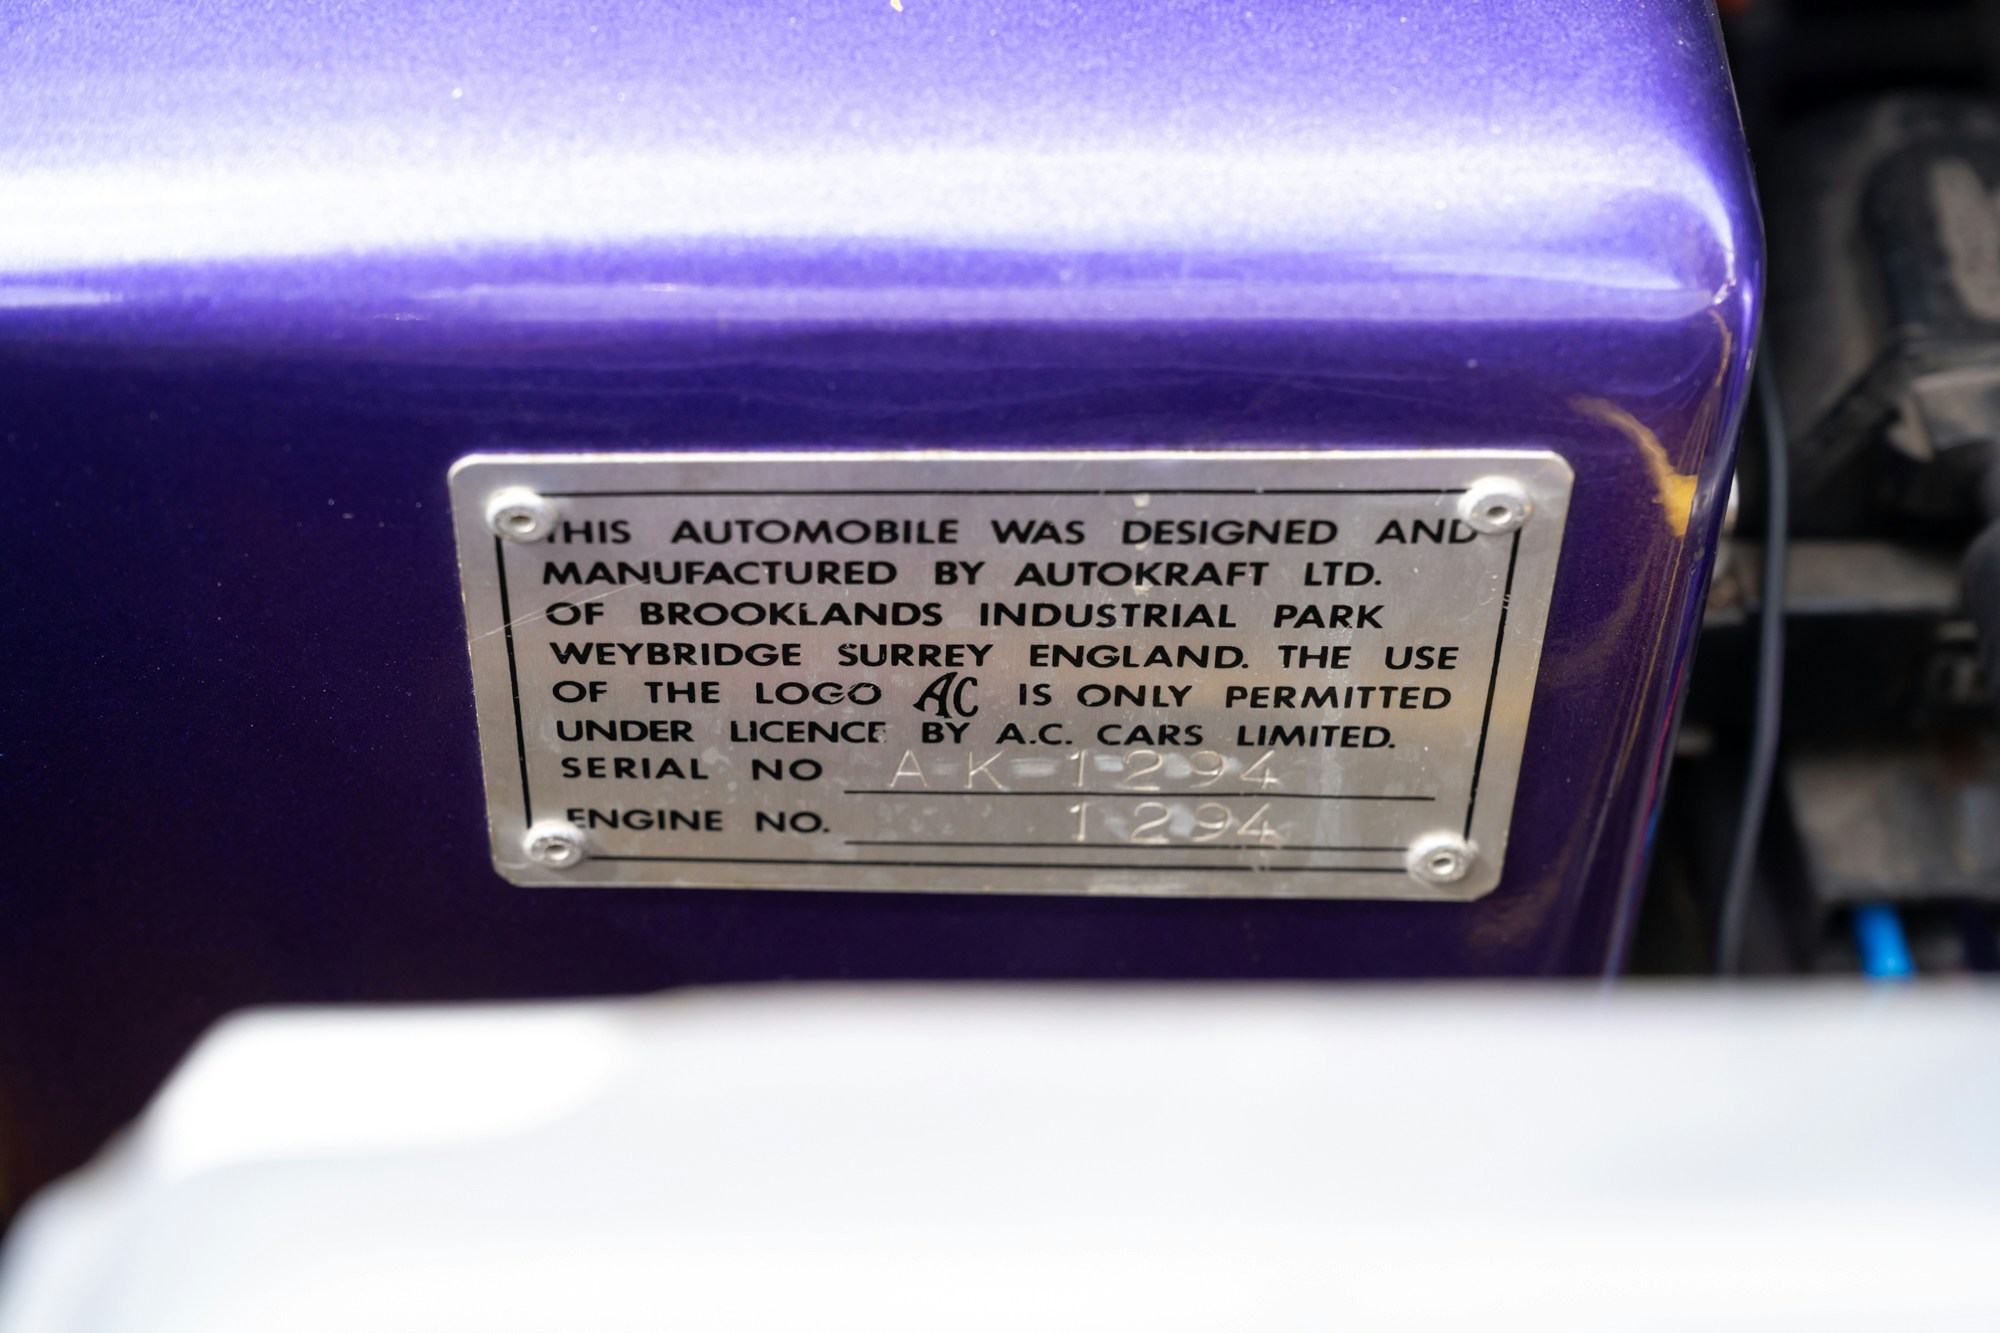 THIS AUTOMOBILE WAS DESIGNED AND
MANUFACTURED BY AUTOKRAFT LTD.
OF BROOKLANDS INDUSTRIAL PARK
WEYBRIDGE SURREY ENGLAND. THE USE
OF THE LOGO AC IS ONLY PERMITTED
UNDER LICENCE BY A.C. CARS LIMITED.
SERIAL NO AK 1294
ENGINE NO. 1294